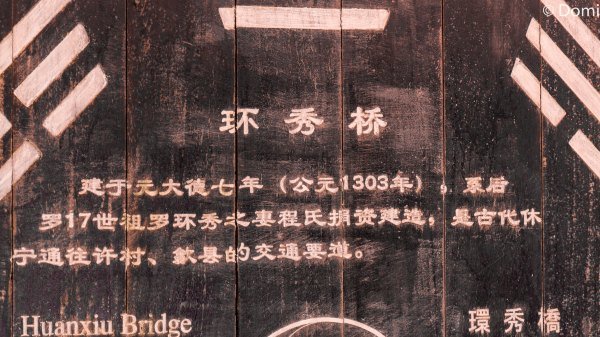 © Domi
环秀桥
建于元大德七年（公元1303年），系后
罗17世祖罗环秀之妻程氏捐资建造，是古代休
宁通往许村、歙县的交通要道。
Huanxiu Bridge
環秀橋